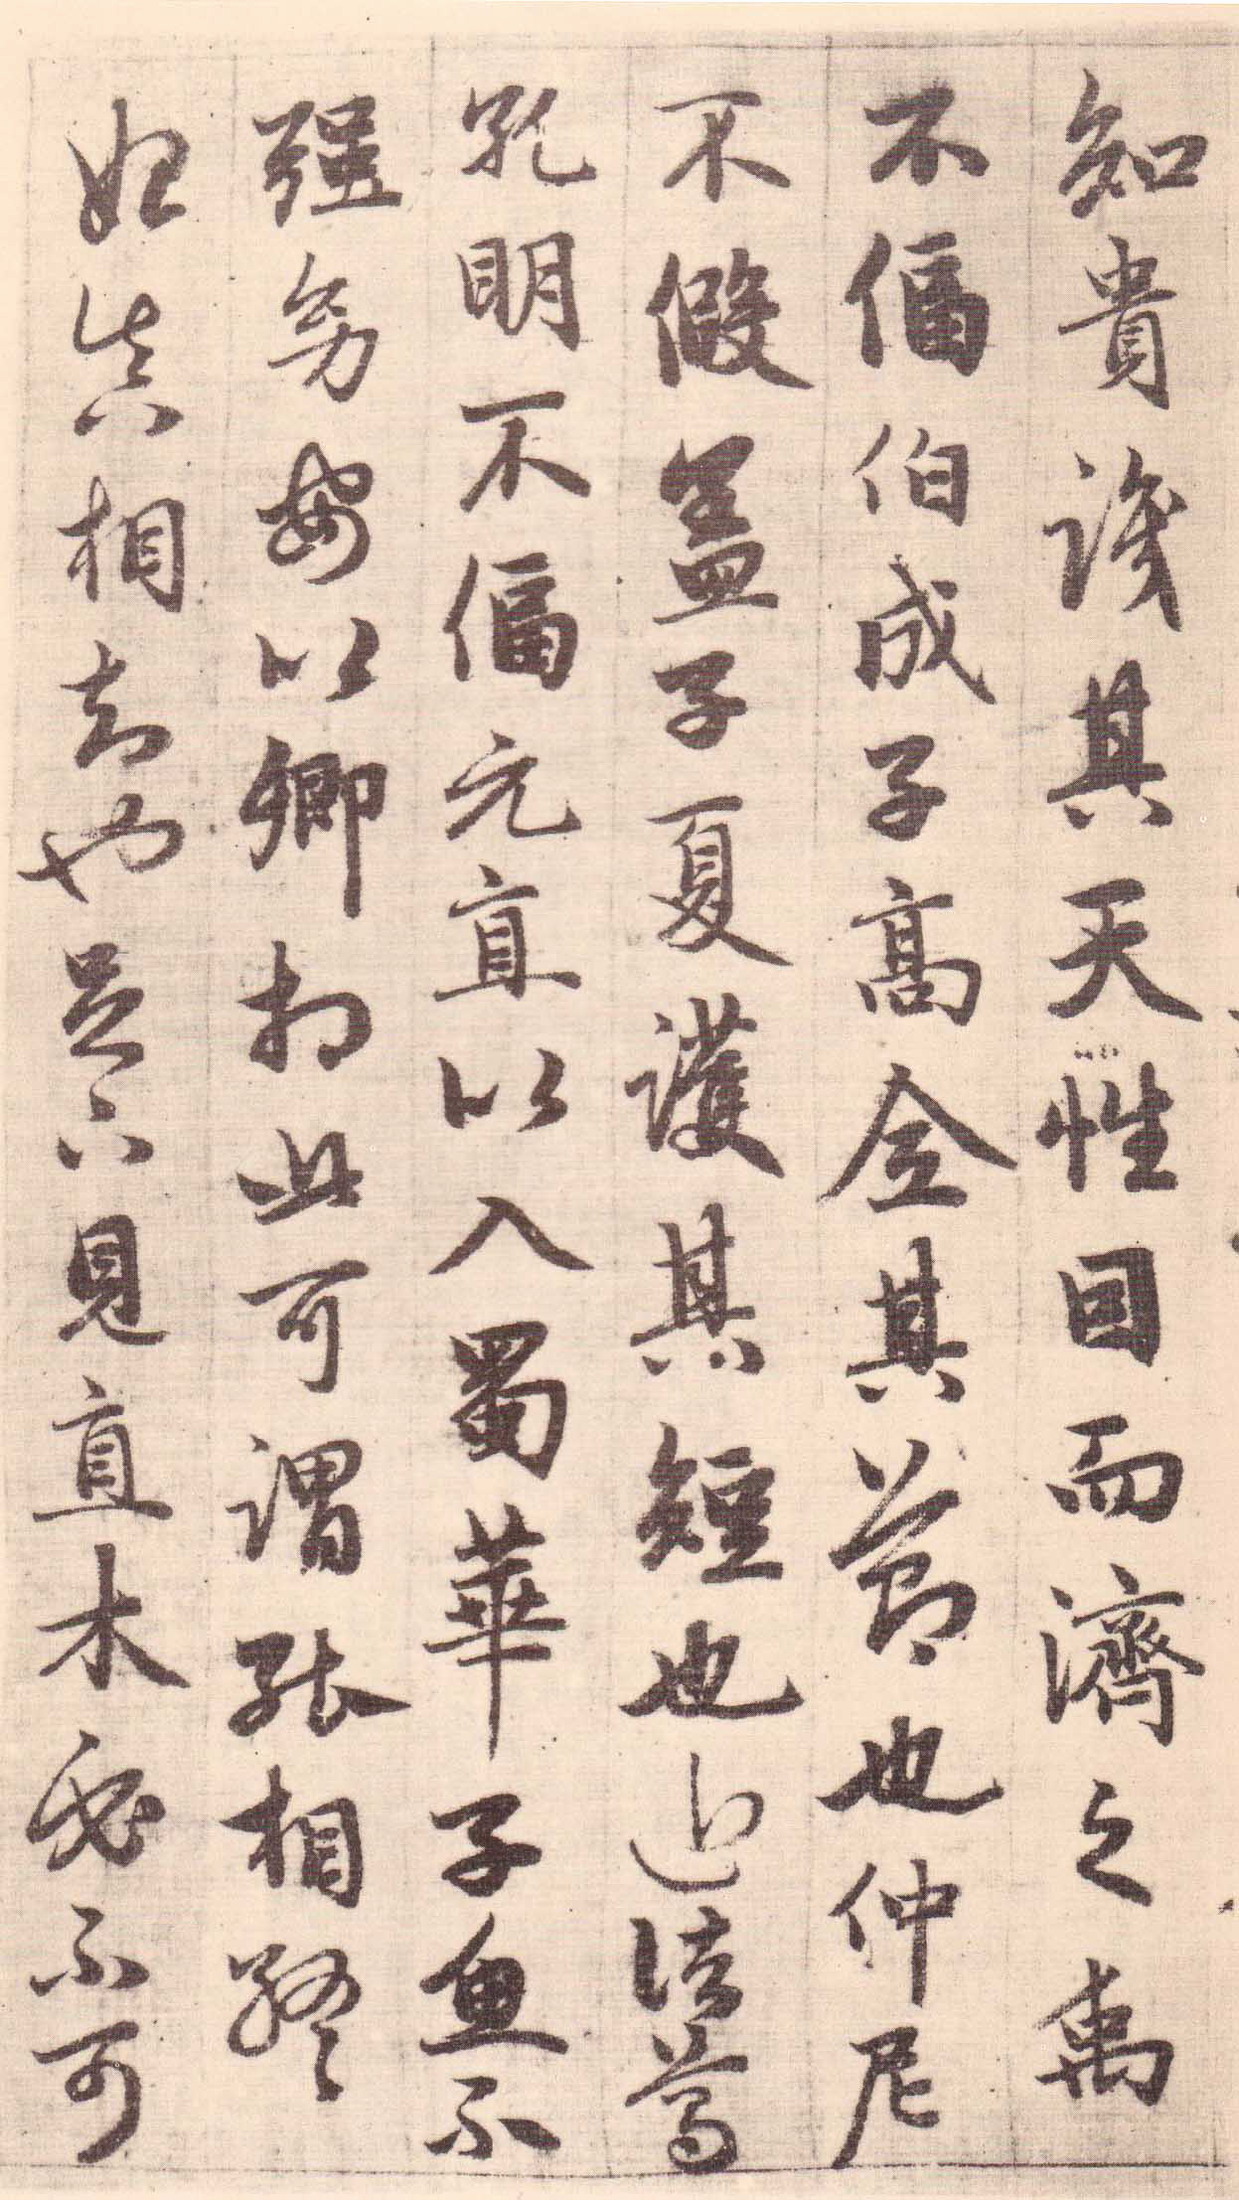 知貴識其天性因而濟之禹
不偪伯成子高全其節也仲尼
不假蓋子夏護其短也近諸葛
孔明不偪元直以入蜀華子魚不
強幼安以卿相此可謂能相終
始真相知也足下見直木必不可